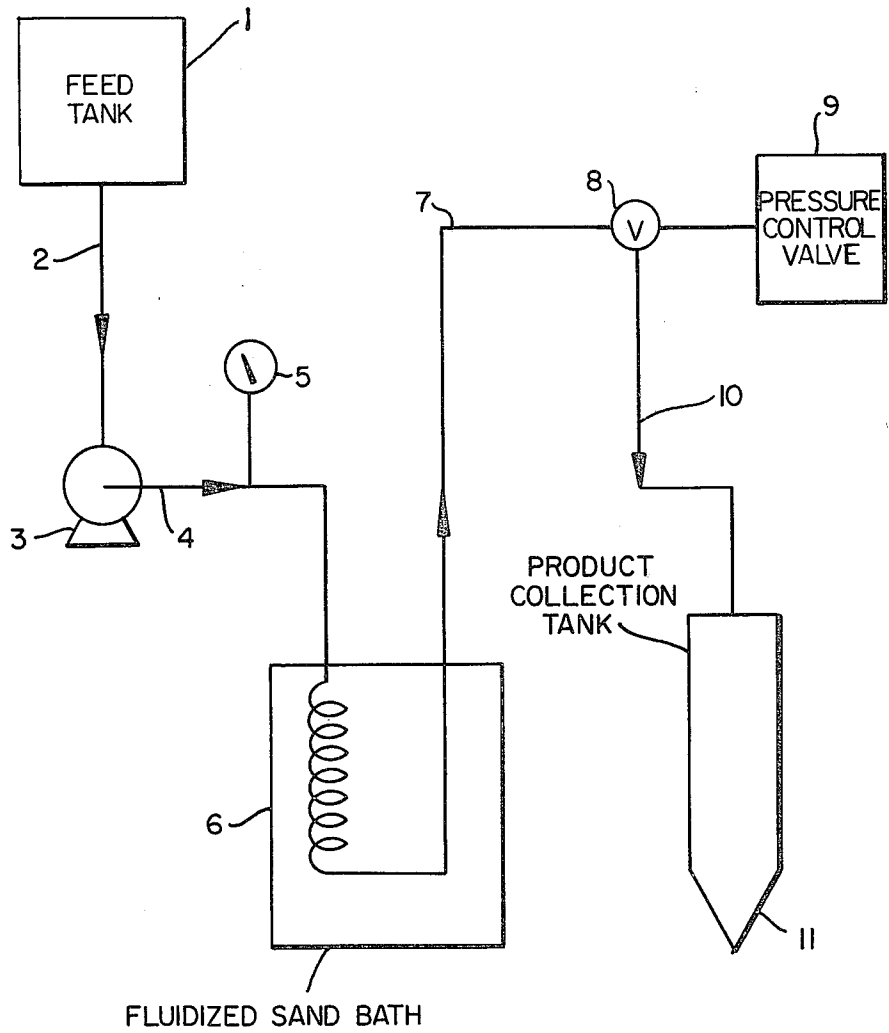 1
FEED
TANK
2
3
4
5
6
7
8
V
9
PRESSURE
CONTROL
VALVE
10
PRODUCT
COLLECTION
TANK
11
FLUIDIZED SAND BATH